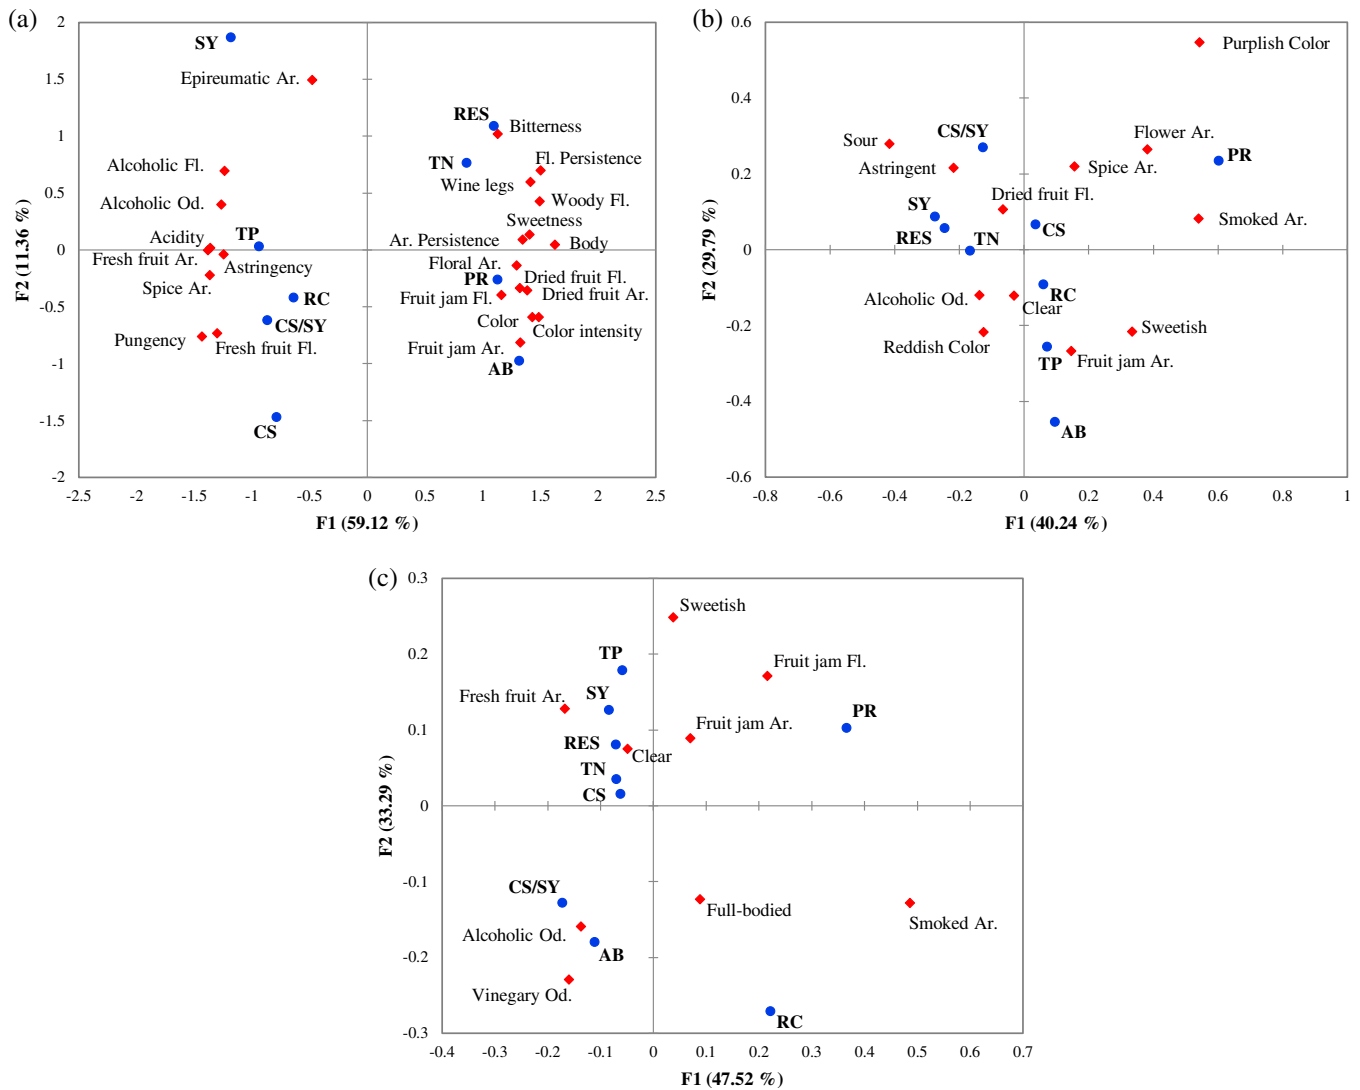 (a)
2
SY
Epireumatic Ar.
1.5
RES
Bitterness
1
TN
Fl. Persistence
Alcoholic Fl.
Wine legs
0.5
Woody Fl.
Alcoholic Od.
Sweetness
TP
Acidity
Ar. Persistence
Body
0
Fresh fruit Ar.
Astringency
Floral Ar.
PR
Dried fruit Fl.
Spice Ar.
Fruit jam Fl.
Dried fruit Ar.
RC
-0.5
CS/SY
Color
Color intensity
Pungency
Fresh fruit Fl.
Fruit jam Ar.
AB
-1
CS
-1.5
-2
-2.5 -2 -1.5 -1 -0.5 0 0.5 1 1.5 2 2.5
F1 (59.12 %)
F2 (11.36 %)
(b)
0.6
Purplish Color
0.4
Sour
CS/SY
Flower Ar.
PR
Astringent
Spice Ar.
0.2
Dried fruit Fl.
SY
Smoked Ar.
RES
TN
CS
0
Alcoholic Od.
RC
Clear
-0.2
Sweetish
Reddish Color
TP
Fruit jam Ar.
-0.4
AB
-0.6
-0.8 -0.6 -0.4 -0.2 0 0.2 0.4 0.6 0.8 1
F1 (40.24 %)
F2 (29.79 %)
(c)
0.3
Sweetish
0.2
TP
Fruit jam Fl.
SY
Fresh fruit Ar.
PR
Fruit jam Ar.
0.1
RES
Clear
TN
CS
0
-0.1
CS/SY
Full-bodied
Smoked Ar.
Alcoholic Od.
AB
-0.2
Vinegary Od.
RC
-0.3
-0.4 -0.3 -0.2 -0.1 0 0.1 0.2 0.3 0.4 0.5 0.6 0.7
F1 (47.52 %)
F2 (33.29 %)